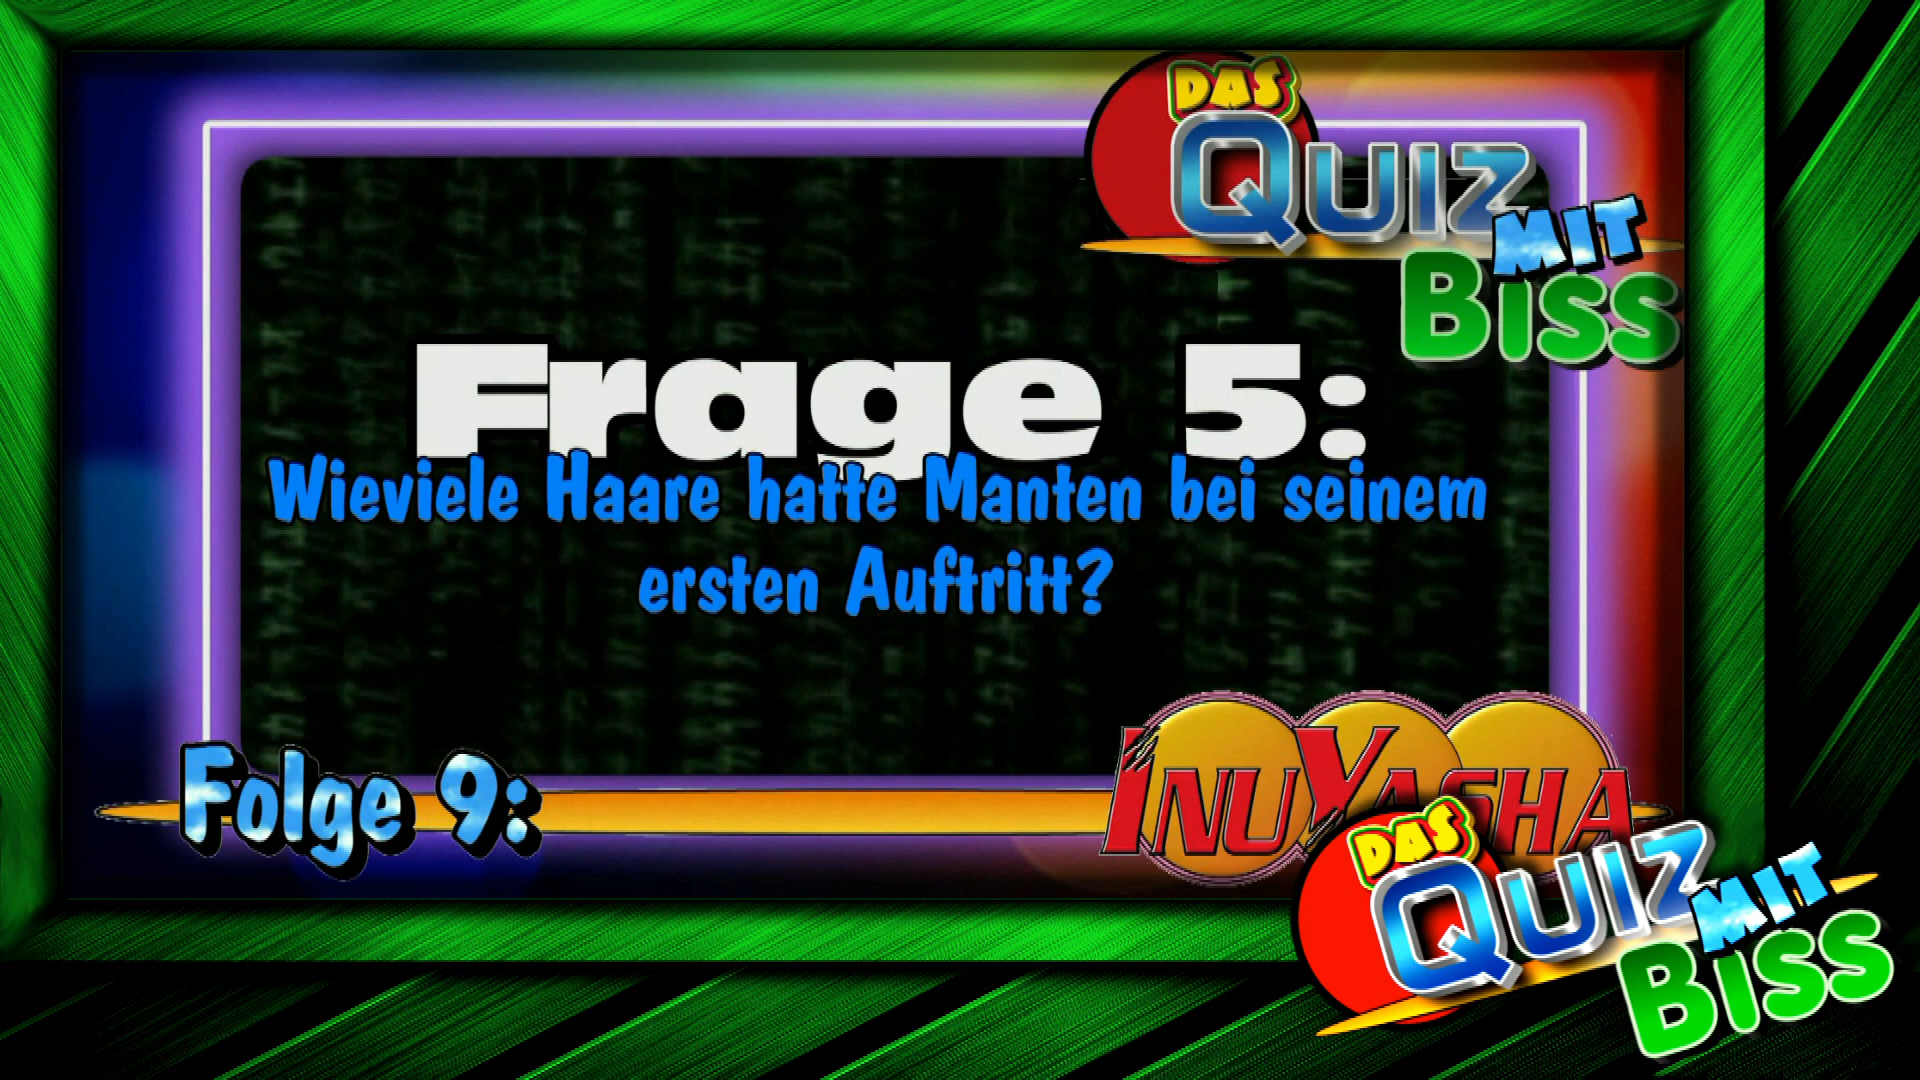 DAS
QUIZ
MIT
BISS
Frage 5:
Wieviele Haare hatte Manten bei seinem
ersten Auftritt?
Folge 9:
INUYASHA
DAS
QUIZ
MIT
BISS